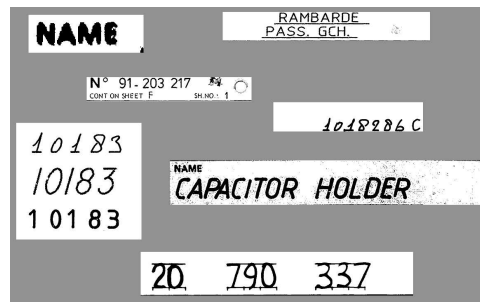 NAME
RAMBARDE
PASS. GCH.
Nº 91-203 217
CONT ON SHEET F SH.NO.: 1
1018286 C
10183
10183
10183
NAME
CAPACITOR HOLDER
20 790 337